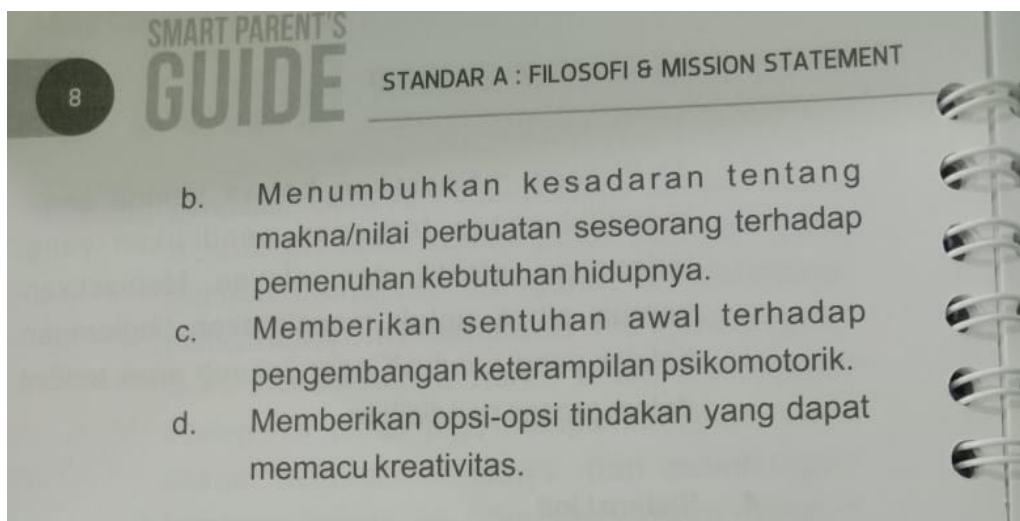 SMART PARENT'S
GUIDE
8
STANDAR A : FILOSOFI & MISSION STATEMENT
b. Menumbuhkan kesadaran tentang
makna/nilai perbuatan seseorang terhadap
pemenuhan kebutuhan hidupnya.
c. Memberikan sentuhan awal terhadap
pengembangan keterampilan psikomotorik.
d. Memberikan opsi-opsi tindakan yang dapat
memacu kreativitas.